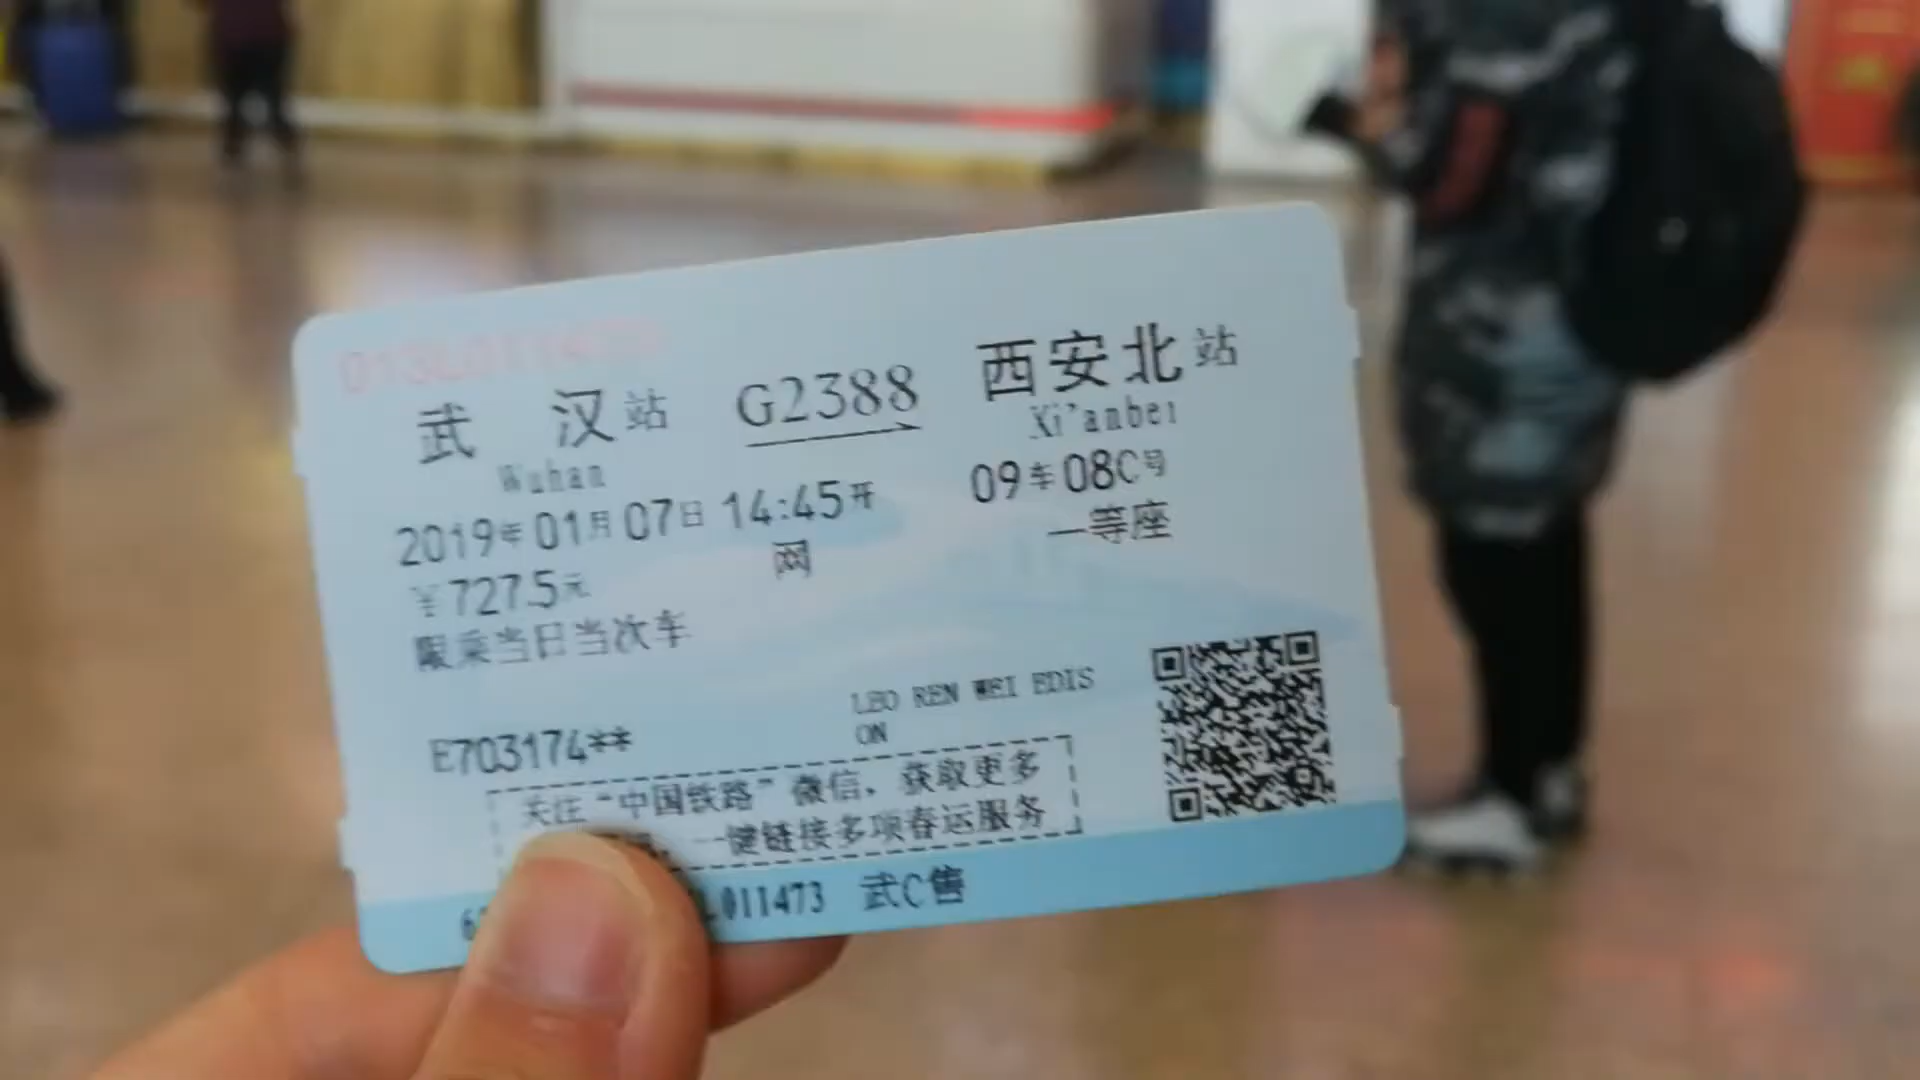 武 汉站 G2388 西安北站
Wuhan Xi'anbei
2019年01月07日 14:45开 09车08C号
¥727.5元 网 一等座
限乘当日当次车
E703174** LEO REN WEI EDIS
ON
关注“中国铁路”微信，获取更多
一键链接多项春运服务
011473 武C售